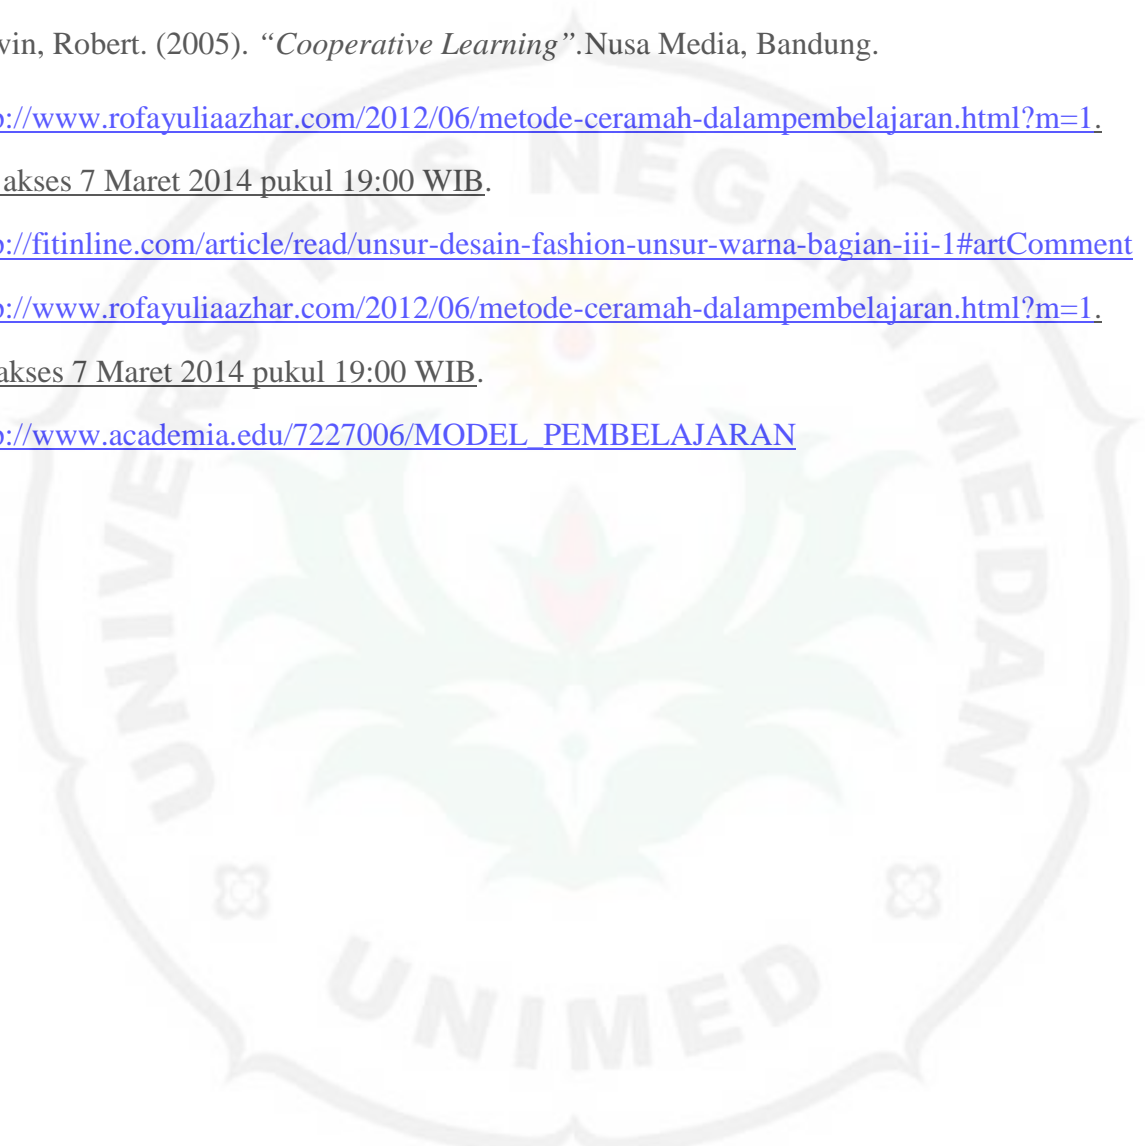 vin, Robert. (2005). “Cooperative Learning”.Nusa Media, Bandung.
p://www.rofayuliaazhar.com/2012/06/metode-ceramah-dalampembelajaran.html?m=1.
akses 7 Maret 2014 pukul 19:00 WIB.
p://fitinline.com/article/read/unsur-desain-fashion-unsur-warna-bagian-iii-1#artComment
p://www.rofayuliaazhar.com/2012/06/metode-ceramah-dalampembelajaran.html?m=1.
akses 7 Maret 2014 pukul 19:00 WIB.
p://www.academia.edu/7227006/MODEL_PEMBELAJARAN
UNIVERSITAS NEGERI MEDAN
UNIMED